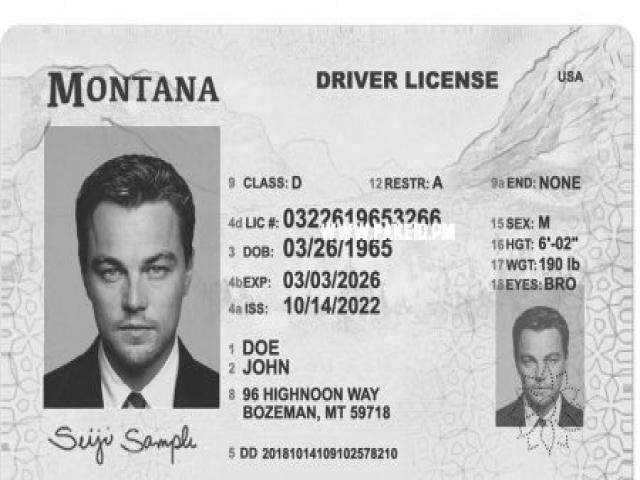 MONTANA DRIVER LICENSE USA
9 CLASS: D 12 RESTR: A 9a END: NONE
4d LIC #: 0322619653266 15 SEX: M
WWW.FAKEID.PM
3 DOB: 03/26/1965 16 HGT: 6'-02"
17 WGT: 190 lb
4b EXP: 03/03/2026 18 EYES: BRO
4a ISS: 10/14/2022
1 DOE
2 JOHN
8 96 HIGHNOON WAY
BOZEMAN, MT 59718
Seiji Sample
5 DD 20181014109102578210